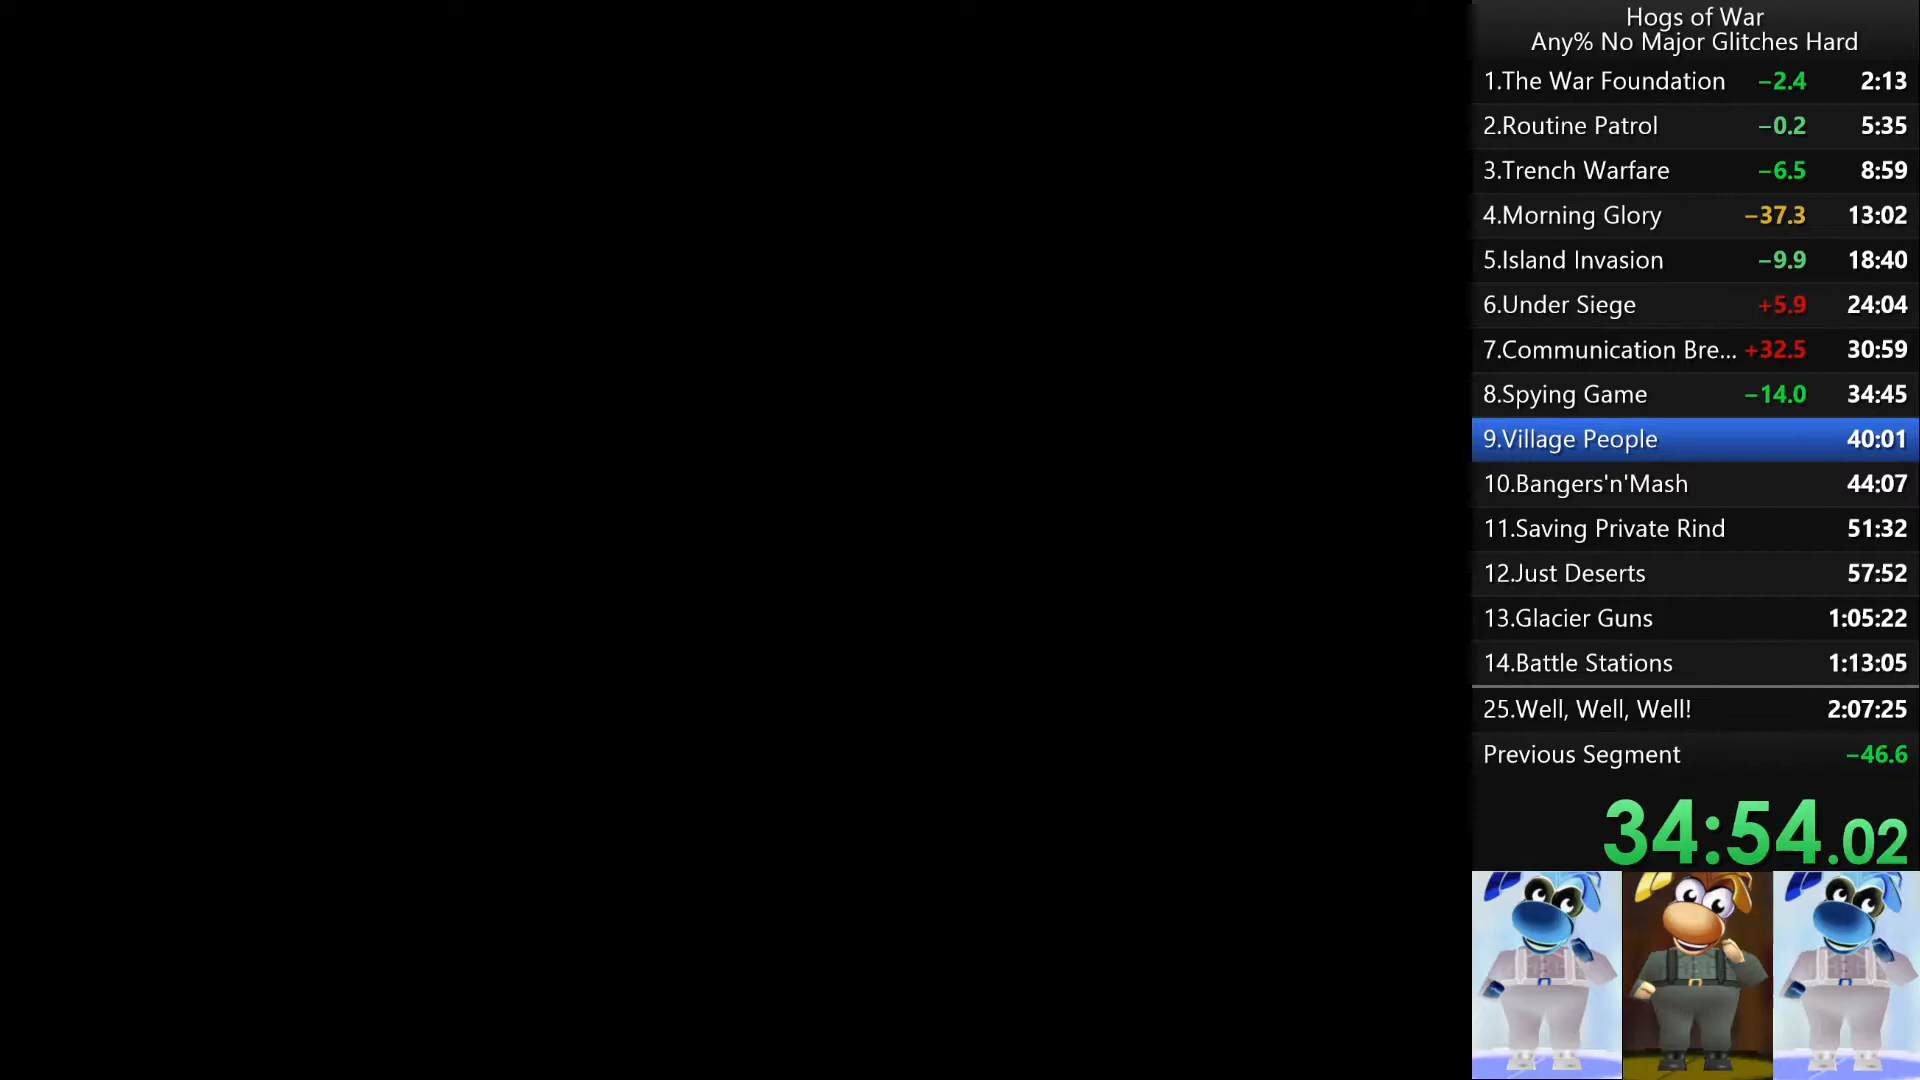 Hogs of War
Any% No Major Glitches Hard
1.The War Foundation −2.4 2:13
2.Routine Patrol −0.2 5:35
3.Trench Warfare −6.5 8:59
4.Morning Glory −37.3 13:02
5.Island Invasion −9.9 18:40
6.Under Siege +5.9 24:04
7.Communication Bre... +32.5 30:59
8.Spying Game −14.0 34:45
9.Village People 40:01
10.Bangers'n'Mash 44:07
11.Saving Private Rind 51:32
12.Just Deserts 57:52
13.Glacier Guns 1:05:22
14.Battle Stations 1:13:05
25.Well, Well, Well! 2:07:25
Previous Segment −46.6
34:54.02